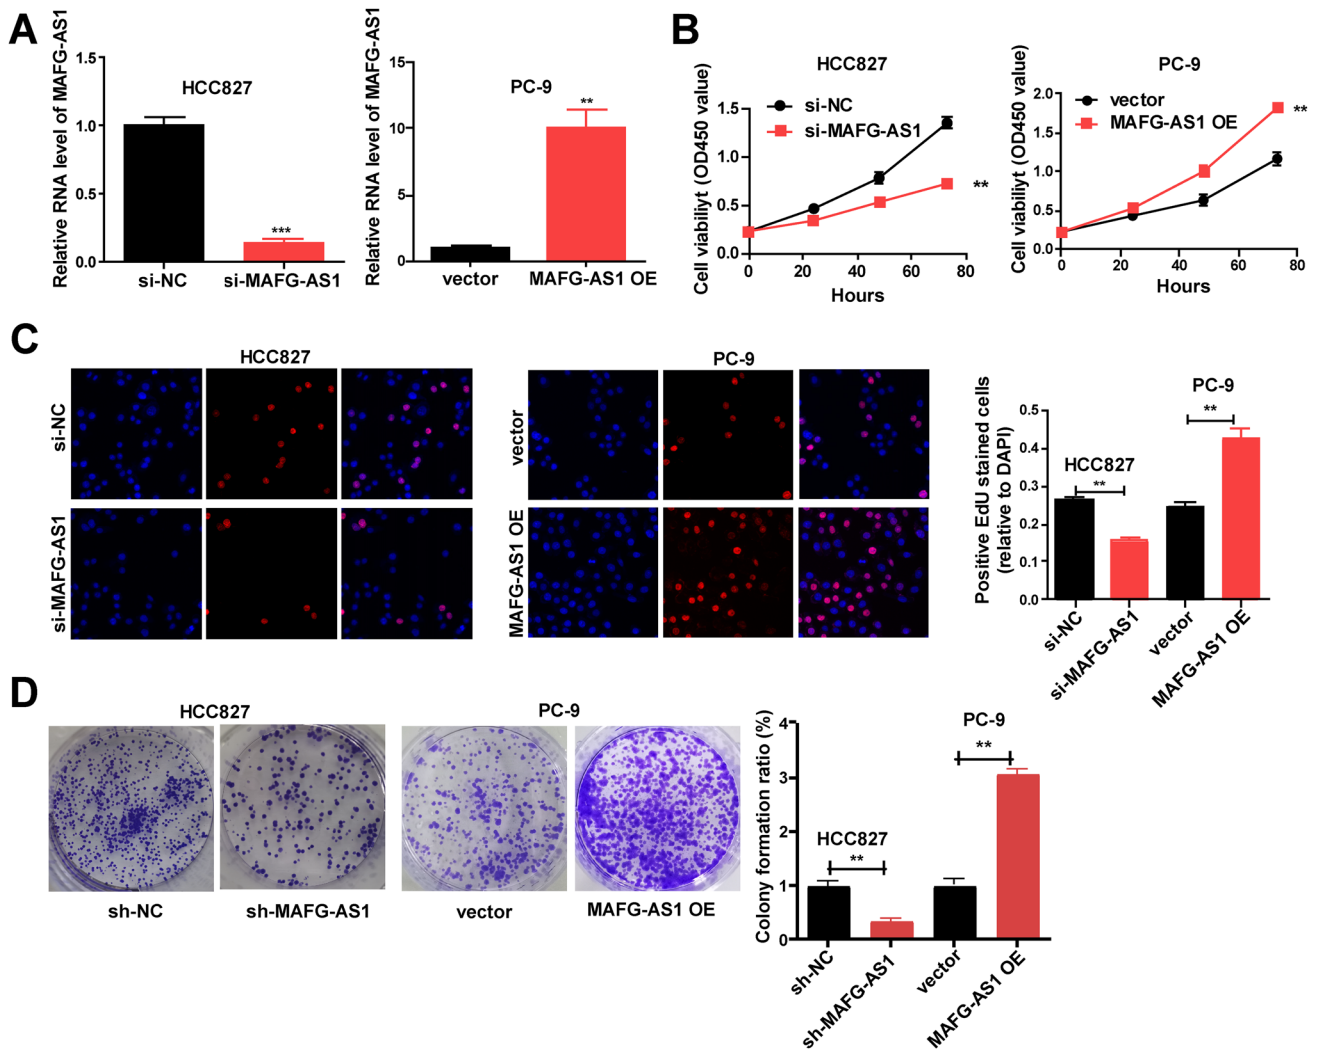 A
Relative RNA level of MAFG-AS1
1.5
1.0
0.5
0.0
HCC827
***
si-NC
si-MAFG-AS1
Relative RNA level of MAFG-AS1
15
10
5
0
PC-9
**
vector
MAFG-AS1 OE
B
HCC827
Cell viabiliyt (OD450 value)
1.5
1.0
0.5
0.0
si-NC
si-MAFG-AS1
**
0
20
40
60
80
Hours
PC-9
Cell viabiliyt (OD450 value)
2.0
1.5
1.0
0.5
0.0
vector
MAFG-AS1 OE
**
0
20
40
60
80
Hours
C
HCC827
si-NC
si-MAFG-AS1
PC-9
vector
MAFG-AS1 OE
Positive EdU stained cells
(relative to DAPI)
0.5
0.4
0.3
0.2
0.1
0.0
HCC827
**
PC-9
**
si-NC
si-MAFG-AS1
vector
MAFG-AS1 OE
D
HCC827
sh-NC
sh-MAFG-AS1
PC-9
vector
MAFG-AS1 OE
Colony formation ratio (%)
4
3
2
1
0
HCC827
**
PC-9
**
sh-NC
sh-MAFG-AS1
vector
MAFG-AS1 OE